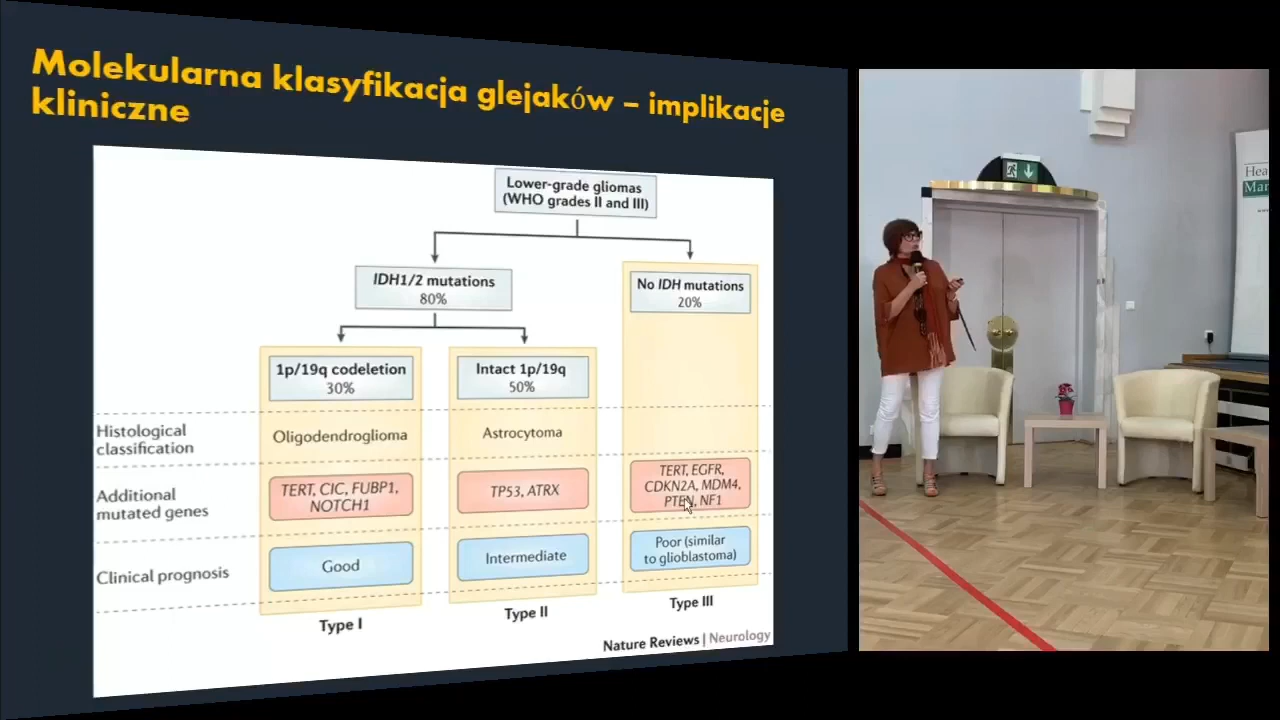 Molekularna klasyfikacja glejaków – implikacje
kliniczne
Lower-grade gliomas
(WHO grades II and III)
IDH1/2 mutations
80%
No IDH mutations
20%
1p/19q codeletion
30%
Intact 1p/19q
50%
Histological
classification
Oligodendroglioma
Astrocytoma
Additional
mutated genes
TERT, CIC, FUBP1,
NOTCH1
TP53, ATRX
TERT, EGFR,
CDKN2A, MDM4,
PTEN, NF1
Clinical prognosis
Good
Intermediate
Poor (similar
to glioblastoma)
Type I
Type II
Type III
Nature Reviews | Neurology